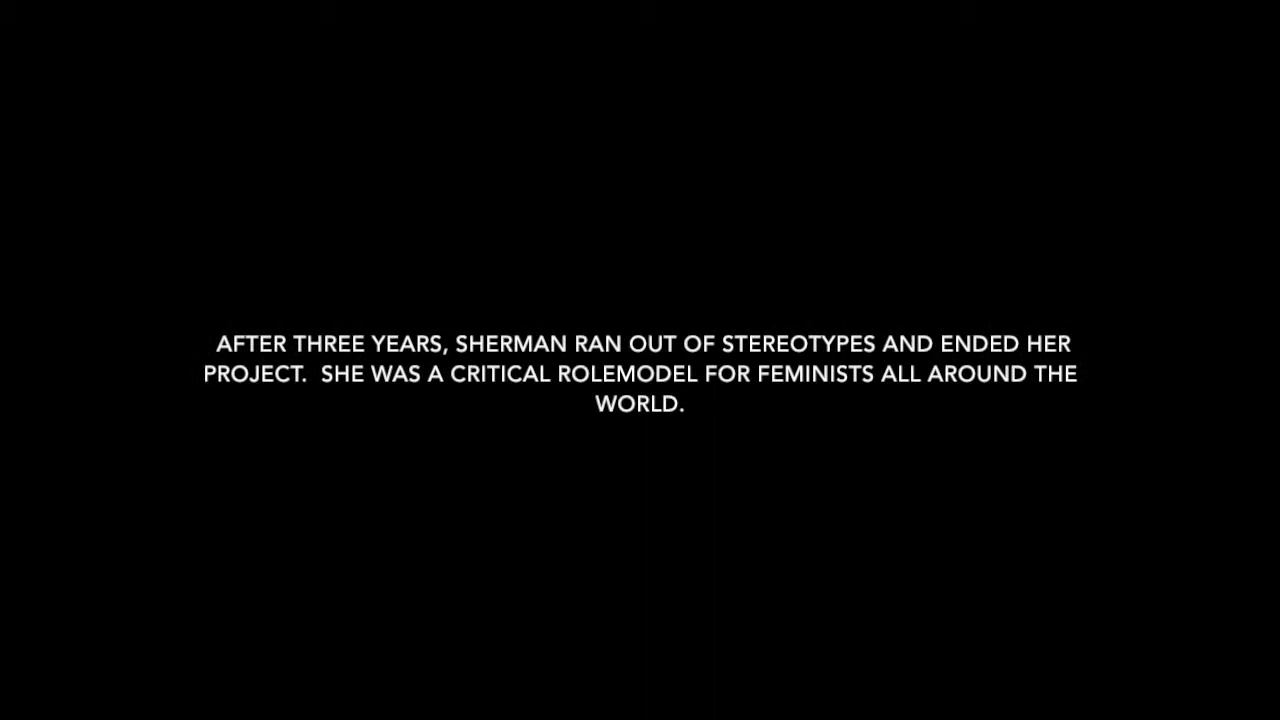 AFTER THREE YEARS, SHERMAN RAN OUT OF STEREOTYPES AND ENDED HER
PROJECT.  SHE WAS A CRITICAL ROLEMODEL FOR FEMINISTS ALL AROUND THE
WORLD.